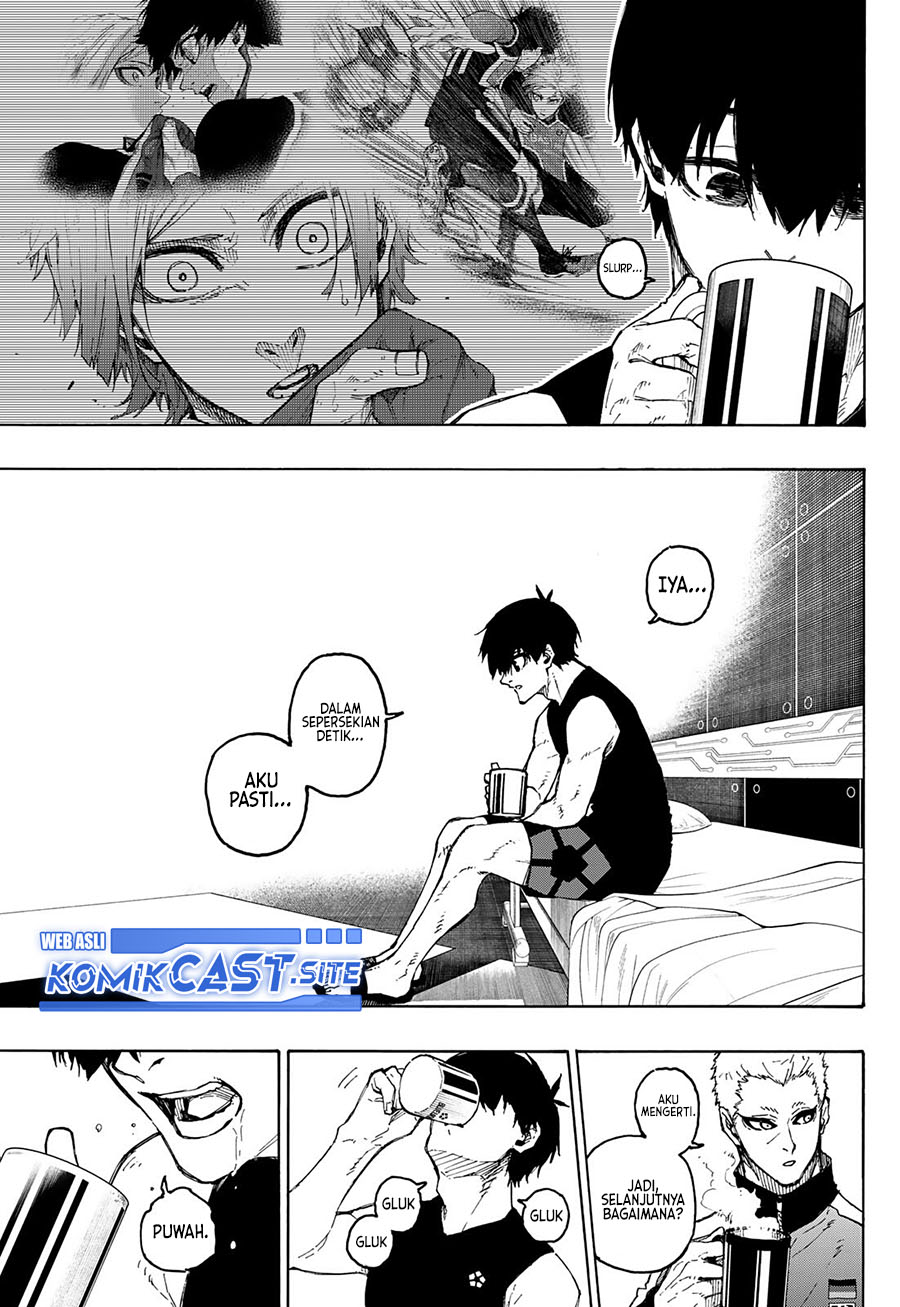 SLURP...
IYA...
DALAM
SEPERSEKIAN
DETIK...
AKU
PASTI...
WEB ASLI
KOMIKCAST.SITE
AKU
MENGERTI.
JADI,
SELANJUTNYA
BAGAIMANA?
GLUK
GLUK
GLUK
PUWAH.